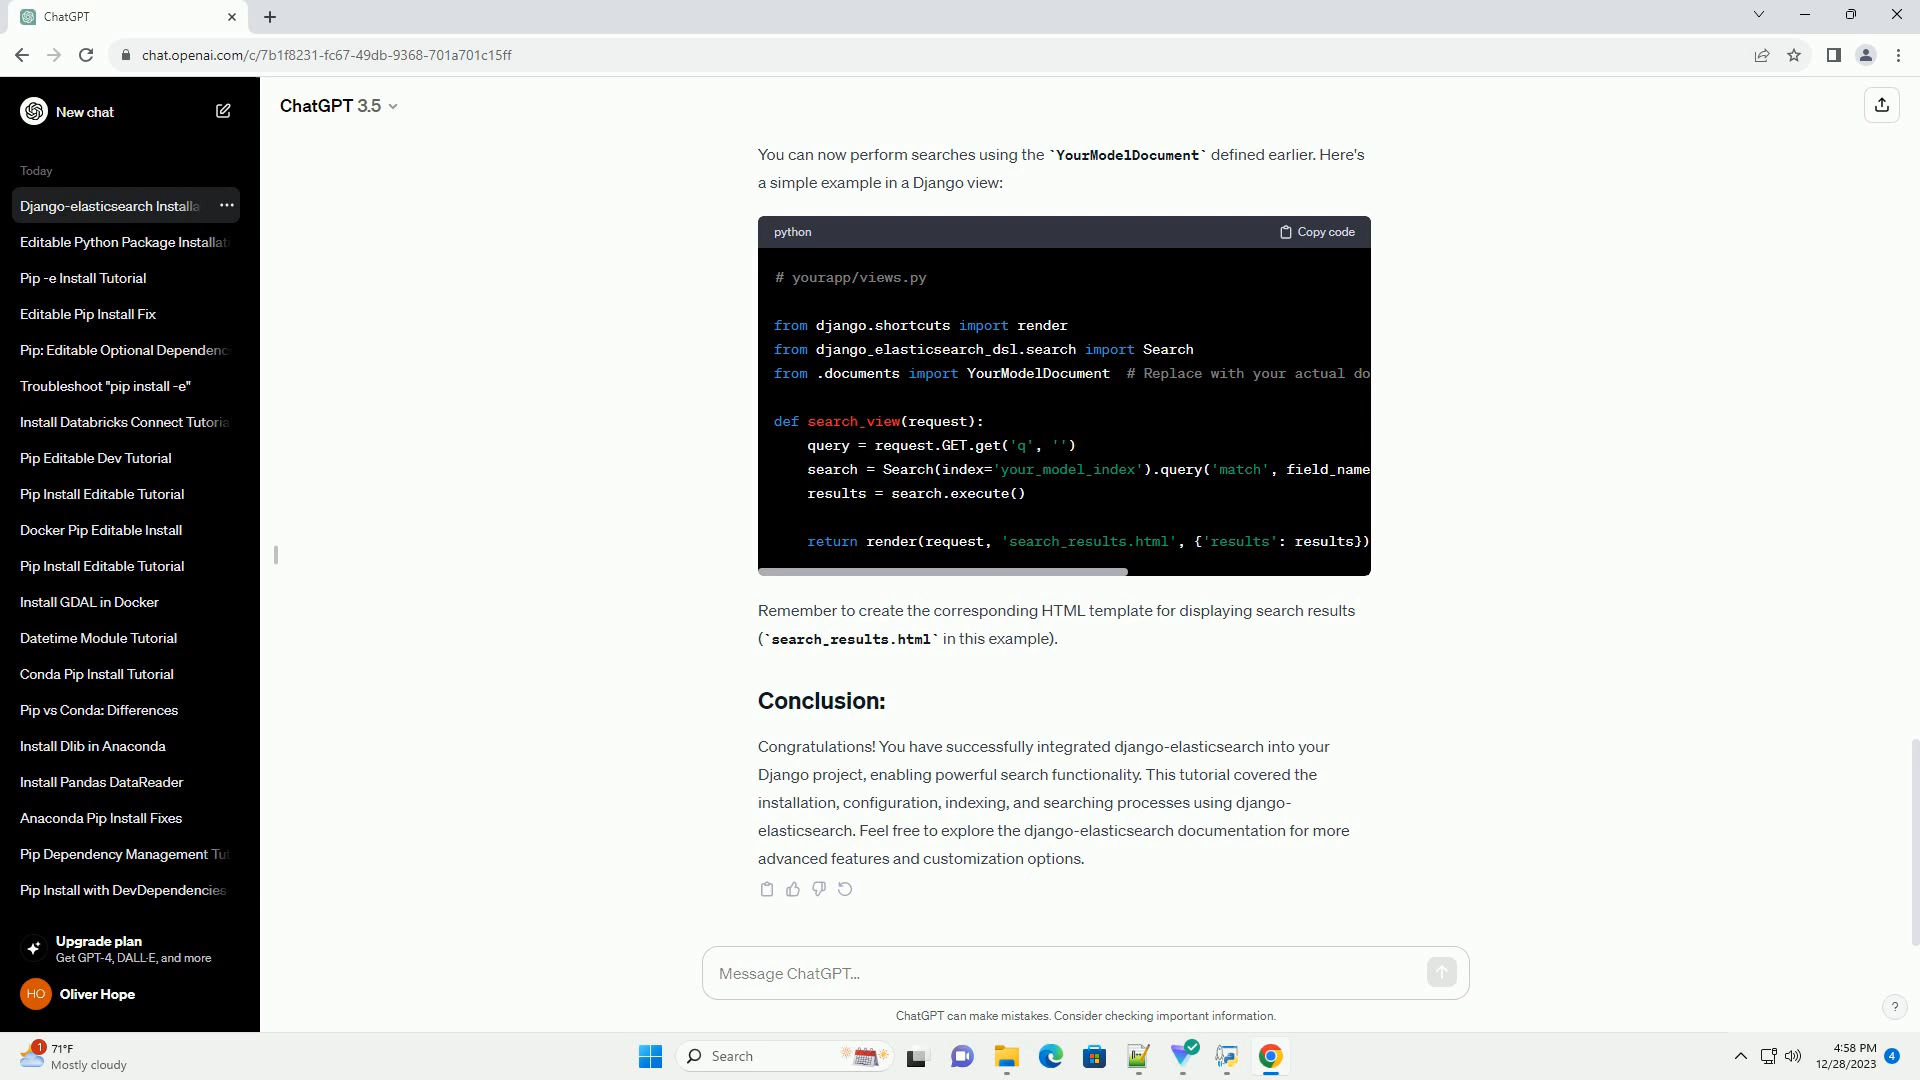 ChatGPT
chat.openai.com/c/7b1f8231-fc67-49db-9368-701a701c15ff
New chat
Today
Django-elasticsearch Installa
Editable Python Package Installati
Pip -e Install Tutorial
Editable Pip Install Fix
Pip: Editable Optional Dependenc
Troubleshoot "pip install -e"
Install Databricks Connect Tutoria
Pip Editable Dev Tutorial
Pip Install Editable Tutorial
Docker Pip Editable Install
Pip Install Editable Tutorial
Install GDAL in Docker
Datetime Module Tutorial
Conda Pip Install Tutorial
Pip vs Conda: Differences
Install Dlib in Anaconda
Install Pandas DataReader
Anaconda Pip Install Fixes
Pip Dependency Management Tut
Pip Install with DevDependencies
Upgrade plan
Get GPT-4, DALL·E, and more
HO Oliver Hope
ChatGPT 3.5
You can now perform searches using the `YourModelDocument` defined earlier. Here's
a simple example in a Django view:
python Copy code
# yourapp/views.py
from django.shortcuts import render
from django_elasticsearch_dsl.search import Search
from .documents import YourModelDocument # Replace with your actual do
def search_view(request):
query = request.GET.get('q', '')
search = Search(index='your_model_index').query('match', field_name
results = search.execute()
return render(request, 'search_results.html', {'results': results})
Remember to create the corresponding HTML template for displaying search results
(`search_results.html` in this example).
Conclusion:
Congratulations! You have successfully integrated django-elasticsearch into your
Django project, enabling powerful search functionality. This tutorial covered the
installation, configuration, indexing, and searching processes using django-
elasticsearch. Feel free to explore the django-elasticsearch documentation for more
advanced features and customization options.
Message ChatGPT...
ChatGPT can make mistakes. Consider checking important information.
?
1
71°F
Mostly cloudy
Search
4:58 PM
12/28/2023
4